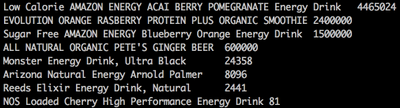 Low Calorie AMAZON ENERGY ACAI BERRY POMEGRANATE Energy Drink 4465024
EVOLUTION ORANGE RASBERRY PROTEIN PLUS ORGANIC SMOOTHIE 2400000
Sugar Free AMAZON ENERGY Blueberry Orange Energy Drink 1500000
ALL NATURAL ORGANIC PETE'S GINGER BEER 600000
Monster Energy Drink, Ultra Black 24358
Arizona Natural Energy Arnold Palmer 8096
Reeds Elixir Energy Drink, Natural 2441
NOS Loaded Cherry High Performance Energy Drink 81